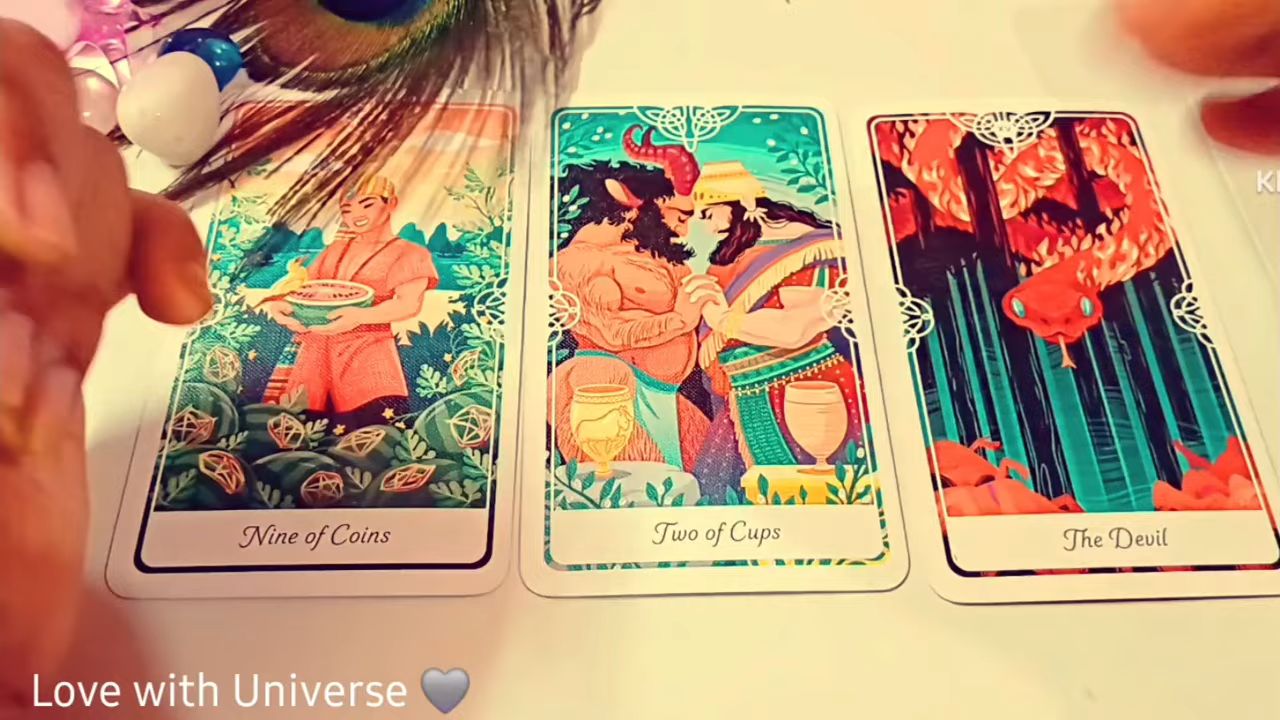 Nine of Coins
Two of Cups
The Devil
Love with Universe 🩶